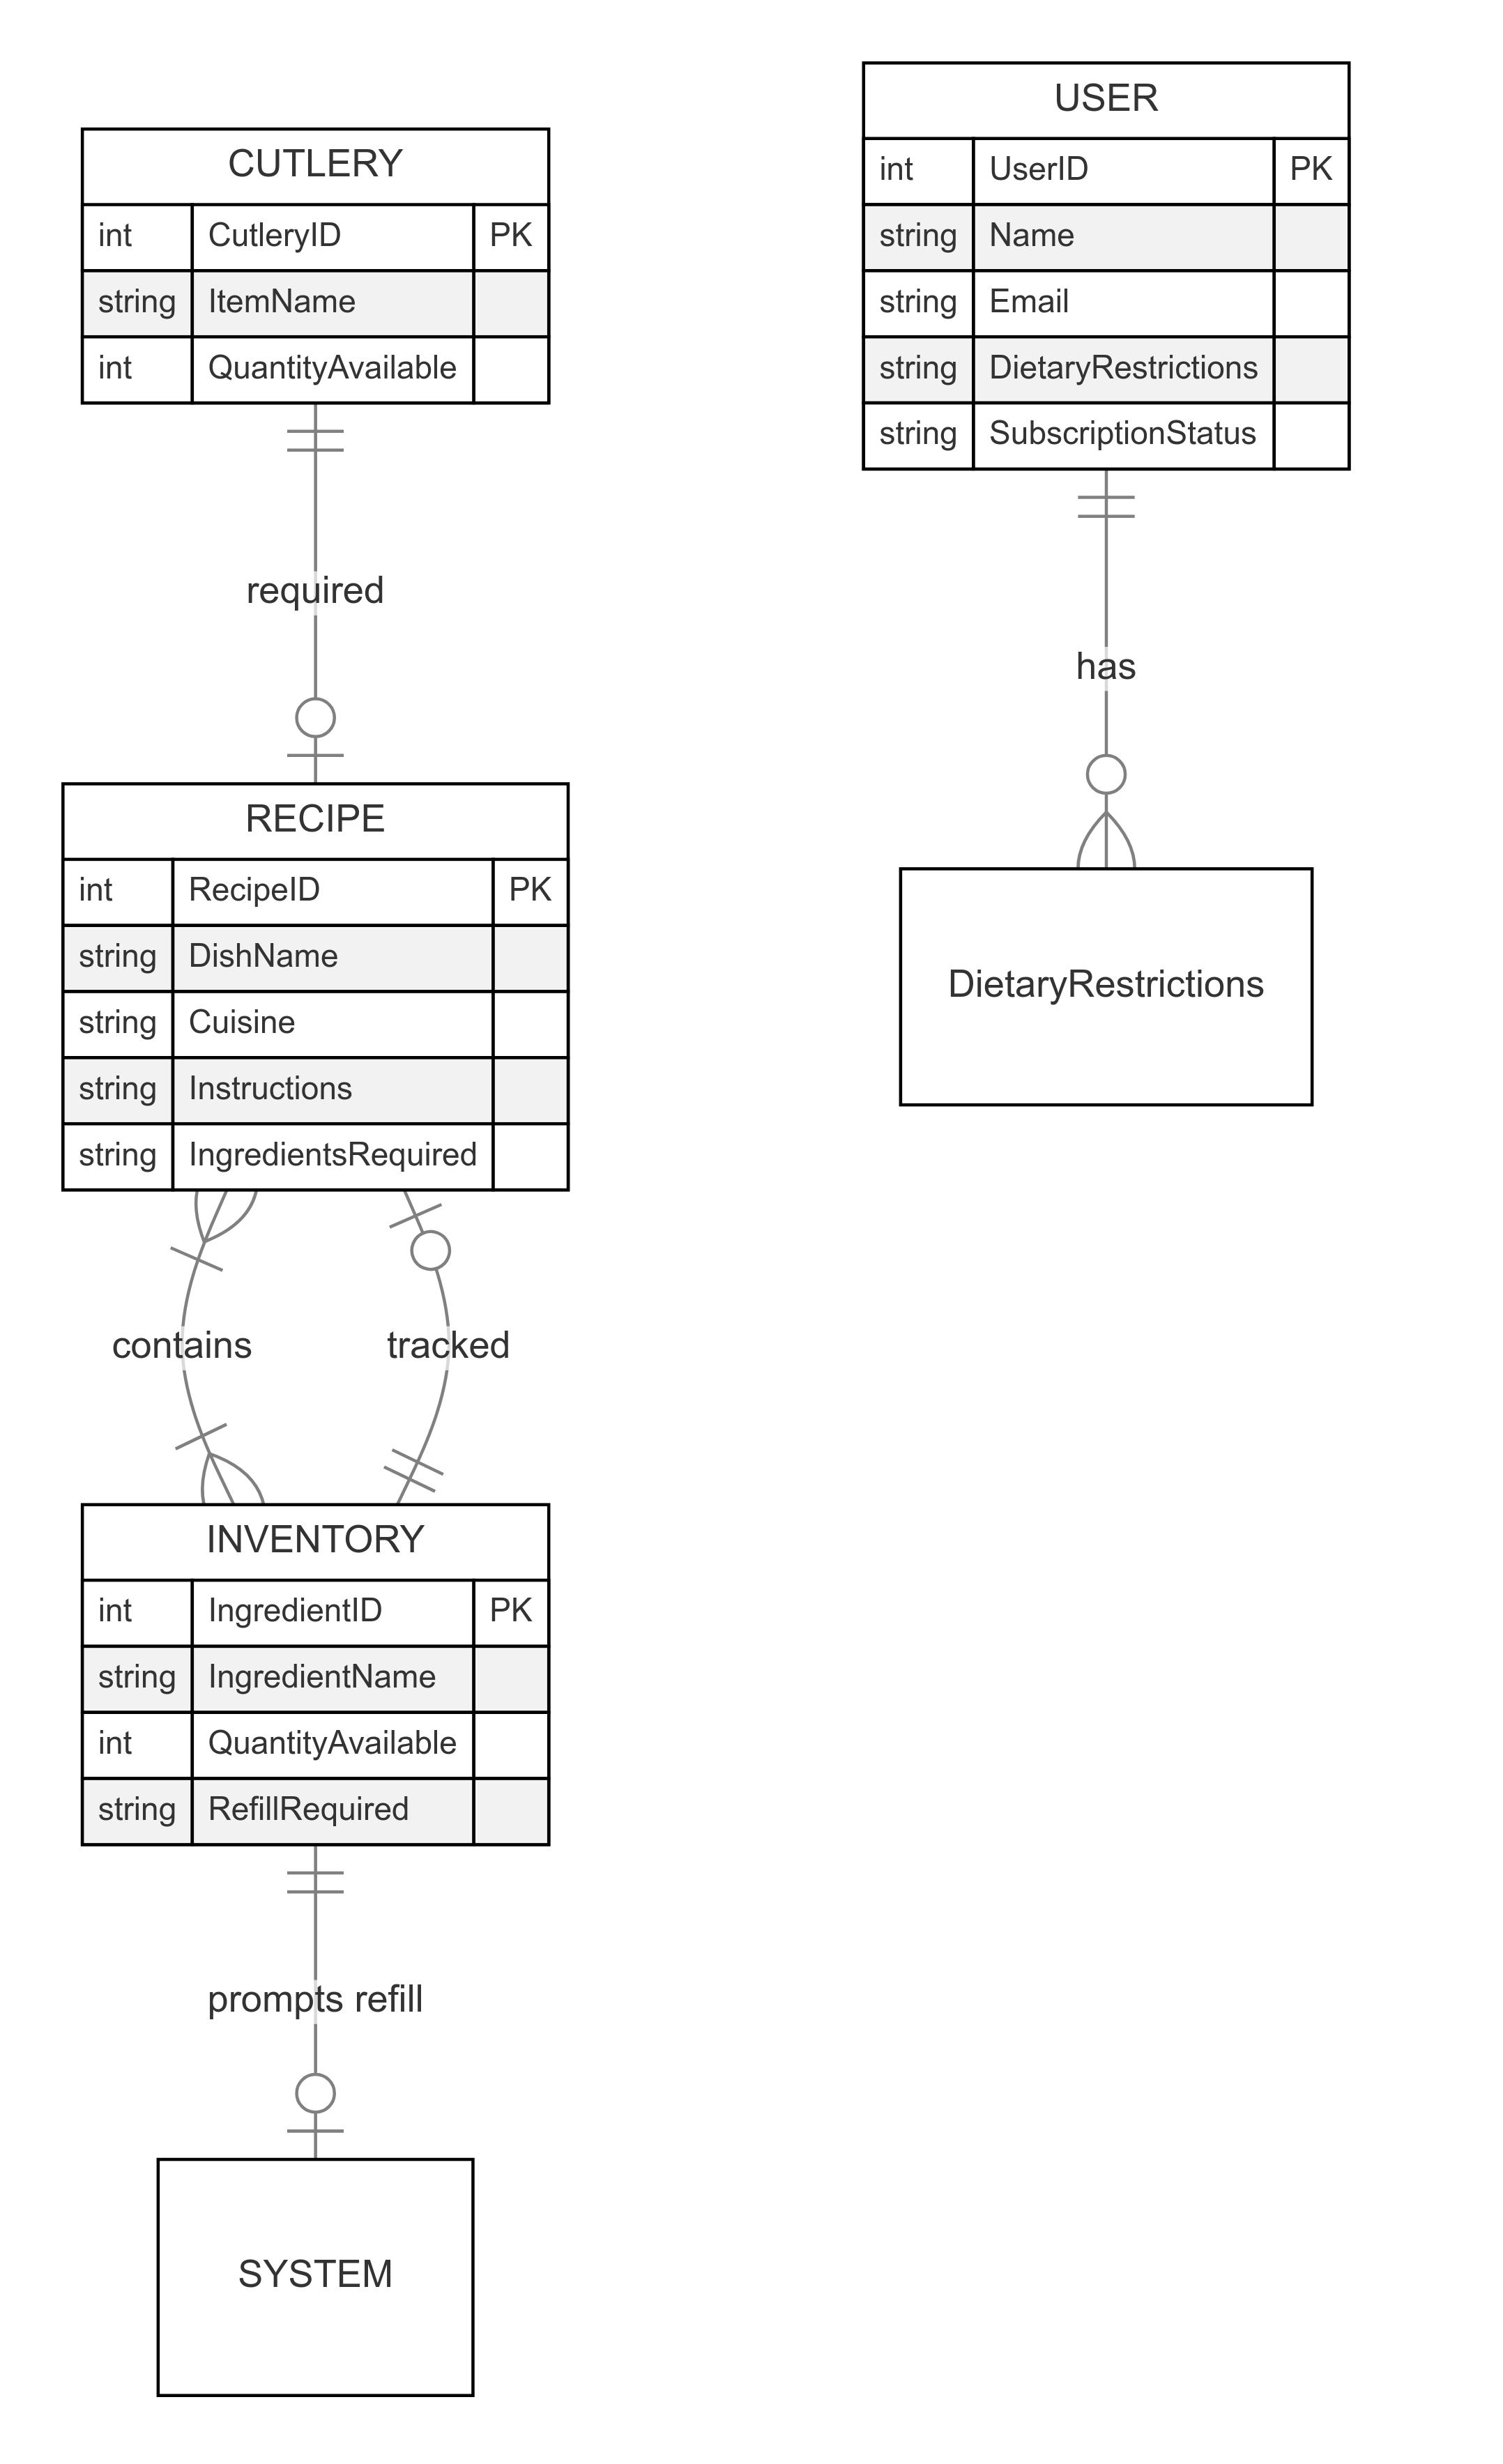 CUTLERY
int CutleryID PK
string ItemName
int QuantityAvailable
required
RECIPE
int RecipeID PK
string DishName
string Cuisine
string Instructions
string IngredientsRequired
contains
tracked
INVENTORY
int IngredientID PK
string IngredientName
int QuantityAvailable
string RefillRequired
prompts refill
SYSTEM
USER
int UserID PK
string Name
string Email
string DietaryRestrictions
string SubscriptionStatus
has
DietaryRestrictions